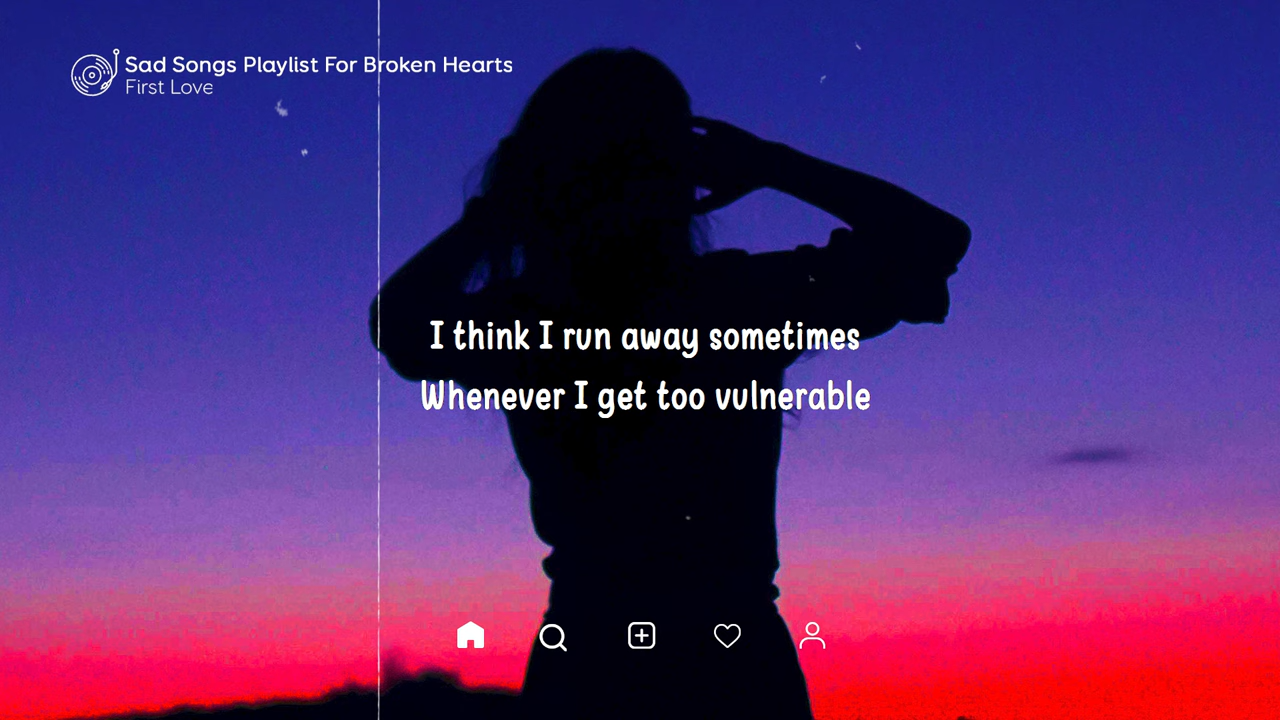 Sad Songs Playlist For Broken Hearts
First Love
I think I run away sometimes
Whenever I get too vulnerable